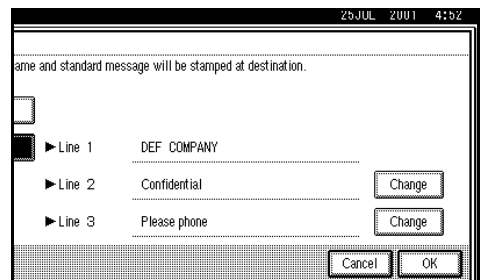 25JUL 2001 4:52
ame and standard message will be stamped at destination.
►Line 1 DEF COMPANY
►Line 2 Confidential Change
►Line 3 Please phone Change
Cancel OK